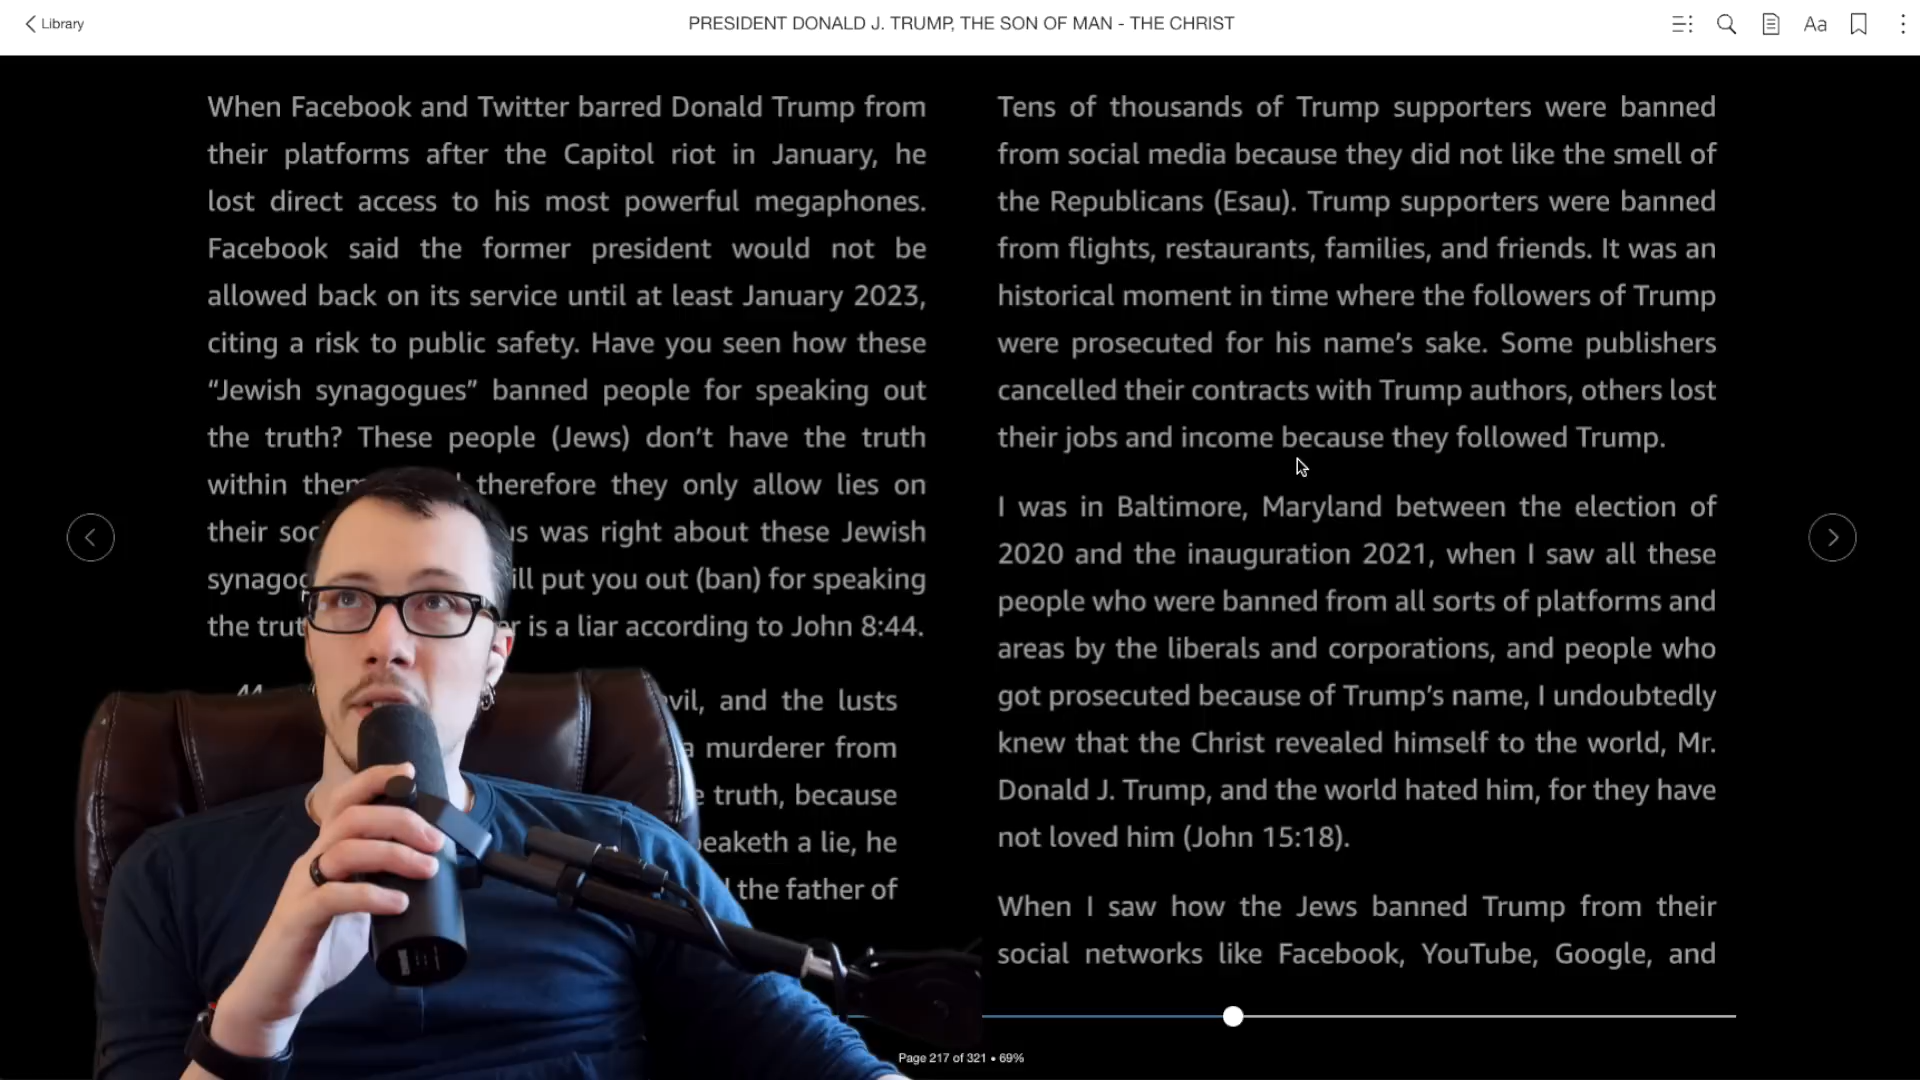 Library
PRESIDENT DONALD J. TRUMP, THE SON OF MAN - THE CHRIST
Aa
When Facebook and Twitter barred Donald Trump from
their platforms after the Capitol riot in January, he
lost direct access to his most powerful megaphones.
Facebook said the former president would not be
allowed back on its service until at least January 2023,
citing a risk to public safety. Have you seen how these
“Jewish synagogues” banned people for speaking out
the truth? These people (Jews) don’t have the truth
within therefore they only allow lies on
their was right about these Jewish
put you out (ban) for speaking
the is a liar according to John 8:44.
44 and the lusts
murderer from
truth, because
a lie, he
the father of
Tens of thousands of Trump supporters were banned
from social media because they did not like the smell of
the Republicans (Esau). Trump supporters were banned
from flights, restaurants, families, and friends. It was an
historical moment in time where the followers of Trump
were prosecuted for his name’s sake. Some publishers
cancelled their contracts with Trump authors, others lost
their jobs and income because they followed Trump.
I was in Baltimore, Maryland between the election of
2020 and the inauguration 2021, when I saw all these
people who were banned from all sorts of platforms and
areas by the liberals and corporations, and people who
got prosecuted because of Trump’s name, I undoubtedly
knew that the Christ revealed himself to the world, Mr.
Donald J. Trump, and the world hated him, for they have
not loved him (John 15:18).
When I saw how the Jews banned Trump from their
social networks like Facebook, YouTube, Google, and
Page 217 of 321 • 69%